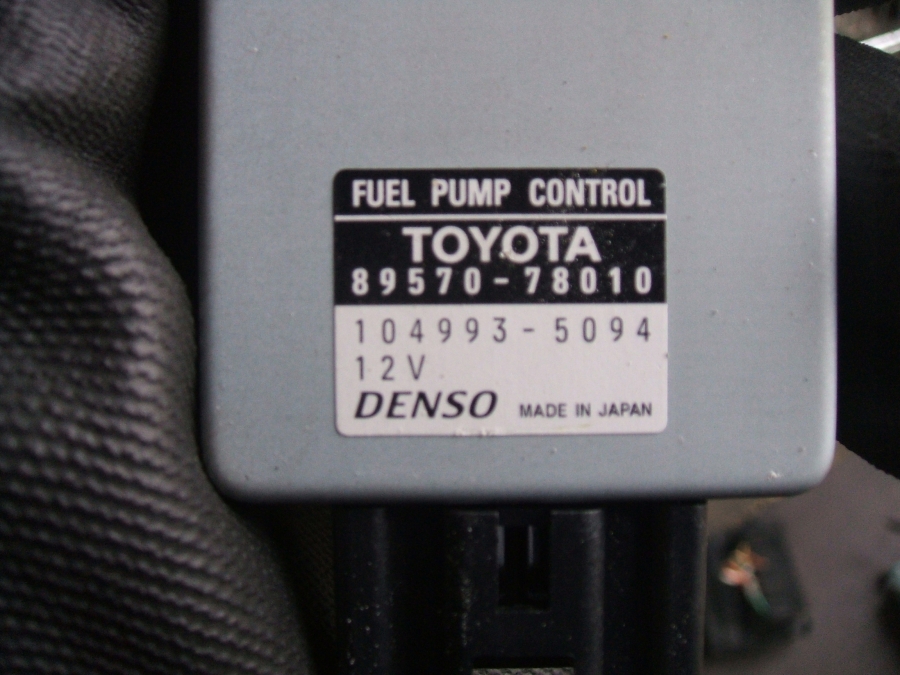 FUEL PUMP CONTROL
TOYOTA
89570-78010
104993-5094
12V
DENSO MADE IN JAPAN